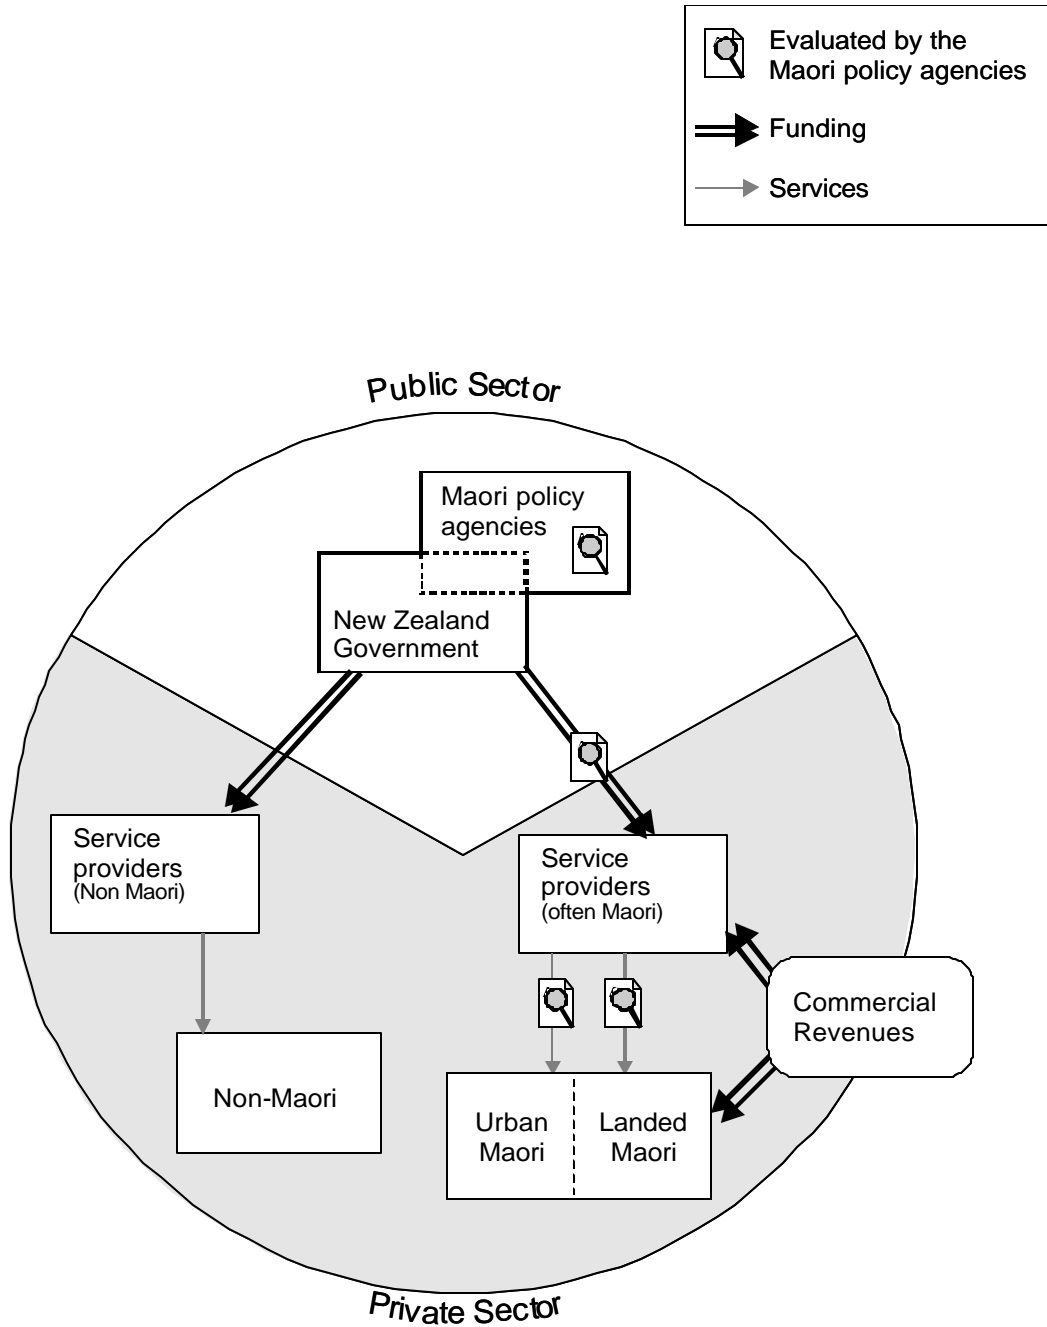 Evaluated by the
Maori policy agencies
Funding
Services
Public Sector
Maori policy
agencies
New Zealand
Government
Service
providers
(Non Maori)
Service
providers
(often Maori)
Commercial
Revenues
Non-Maori
Urban
Maori
Landed
Maori
Private Sector